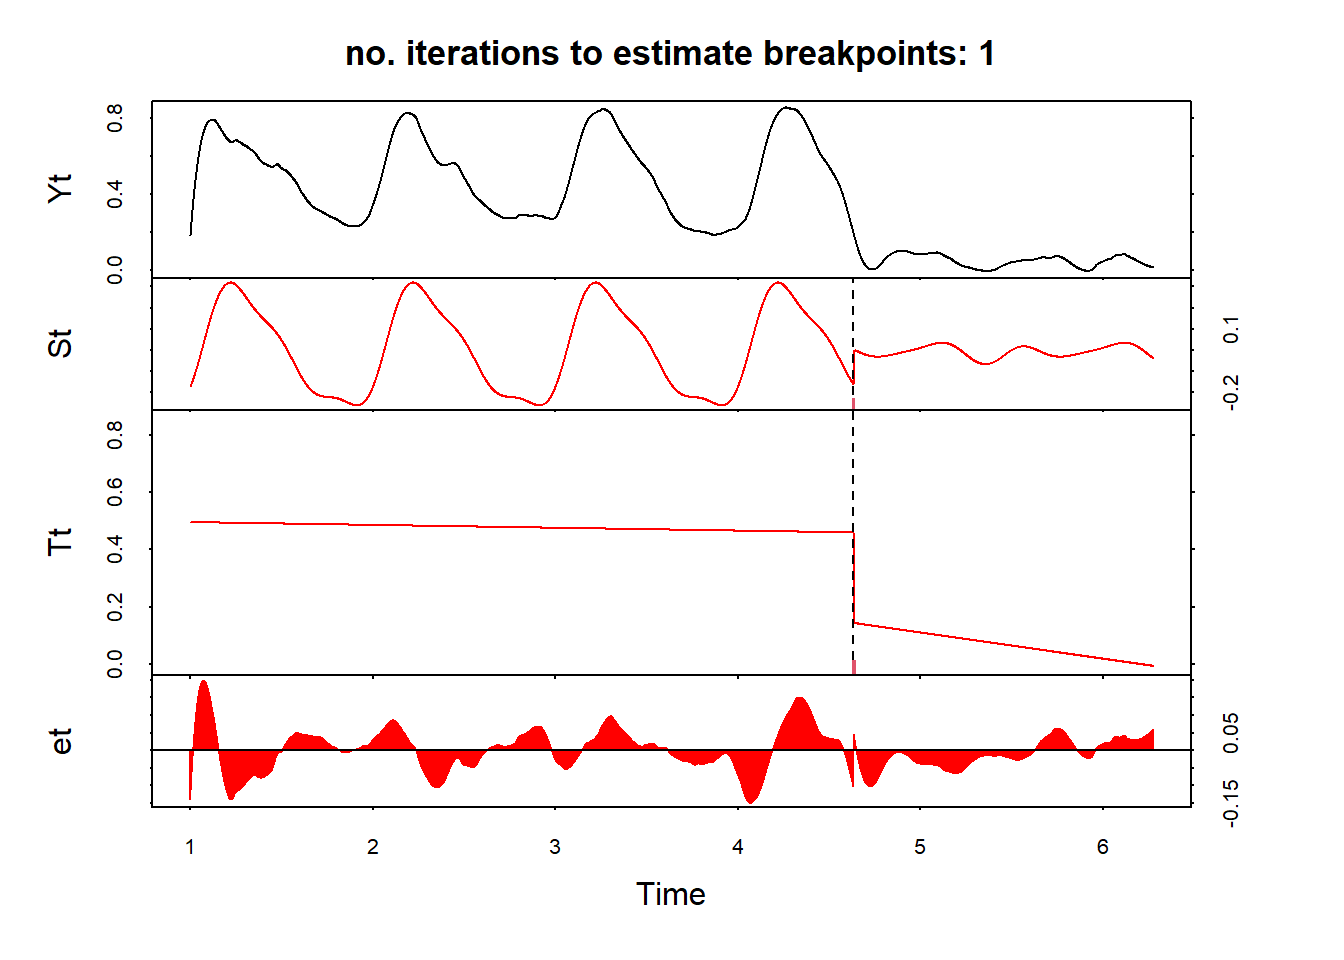 no. iterations to estimate breakpoints: 1
Yt
0.0 0.4 0.8
St
-0.2 0.1
Tt
0.0 0.2 0.4 0.6 0.8
et
-0.15 0.05
1 2 3 4 5 6
Time